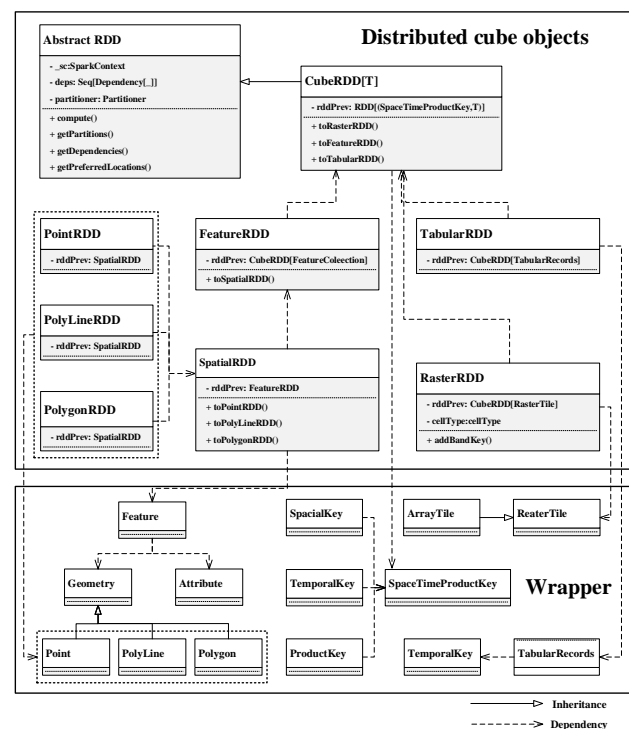 Distributed cube objects
Abstract RDD
- _sc:SparkContext
- deps: Seq[Dependency[_]]
- partitioner: Partitioner
+ compute()
+ getPartitions()
+ getDependencies()
+ getPreferredLocations()
CubeRDD[T]
- rddPrev: RDD[(SpaceTimeProductKey,T)]
+ toRasterRDD()
+ toFeatureRDD()
+ toTabularRDD()
PointRDD
- rddPrev: SpatialRDD
PolyLineRDD
- rddPrev: SpatialRDD
PolygonRDD
- rddPrev: SpatialRDD
FeatureRDD
- rddPrev: CubeRDD[FeatureColeection]
+ toSpatialRDD()
SpatialRDD
- rddPrev: FeatureRDD
+ toPointRDD()
+ toPolyLineRDD()
+ toPolygonRDD()
TabularRDD
- rddPrev: CubeRDD[TabularRecords]
RasterRDD
- rddPrev: CubeRDD[RasterTile]
- cellType:cellType
+ addBandKey()
Feature
Geometry
Attribute
Point
PolyLine
Polygon
SpacialKey
TemporalKey
ProductKey
SpaceTimeProductKey
ArrayTile
ReaterTile
Wrapper
TemporalKey
TabularRecords
Inheritance
Dependency